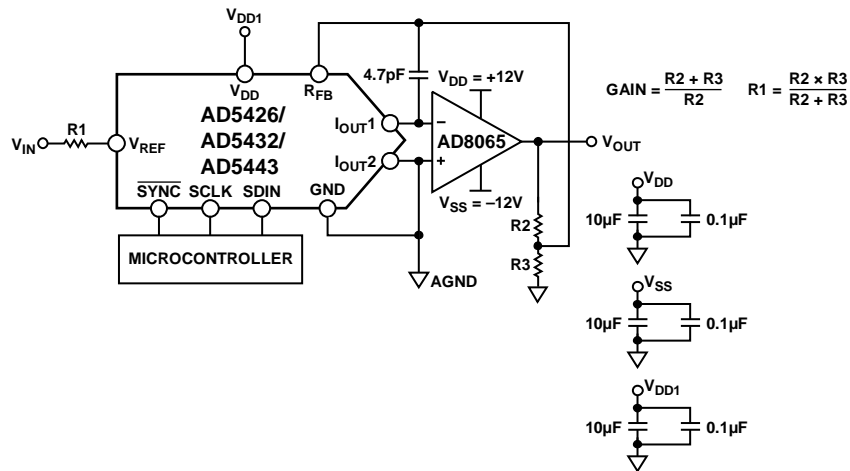 VDD1
VDD
RFB
4.7pF
VDD = +12V
GAIN = R2 + R3 / R2
R1 = R2 × R3 / R2 + R3
AD5426/
AD5432/
AD5443
IOUT1
IOUT2
VIN
R1
VREF
–
+
AD8065
VOUT
SYNC
SCLK
SDIN
GND
VSS = –12V
MICROCONTROLLER
AGND
R2
R3
VDD
10µF
0.1µF
VSS
10µF
0.1µF
VDD1
10µF
0.1µF